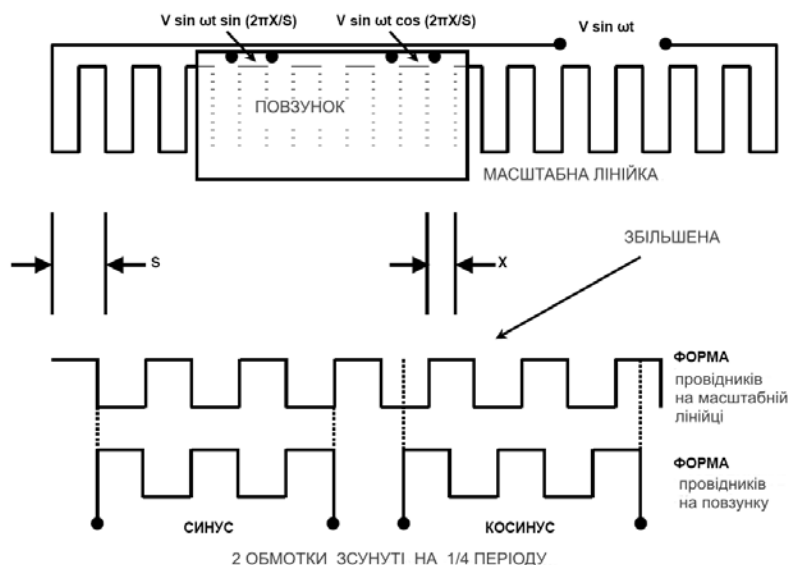 V sin ωt sin (2πX/S)
V sin ωt cos (2πX/S)
V sin ωt
ПОВЗУНОК
МАСШТАБНА ЛІНІЙКА
S
X
ЗБІЛЬШЕНА
ФОРМА
провідників
на масштабній
лінійці
ФОРМА
провідників
на повзунку
СИНУС
КОСИНУС
2 ОБМОТКИ ЗСУНУТІ НА 1/4 ПЕРІОДУ